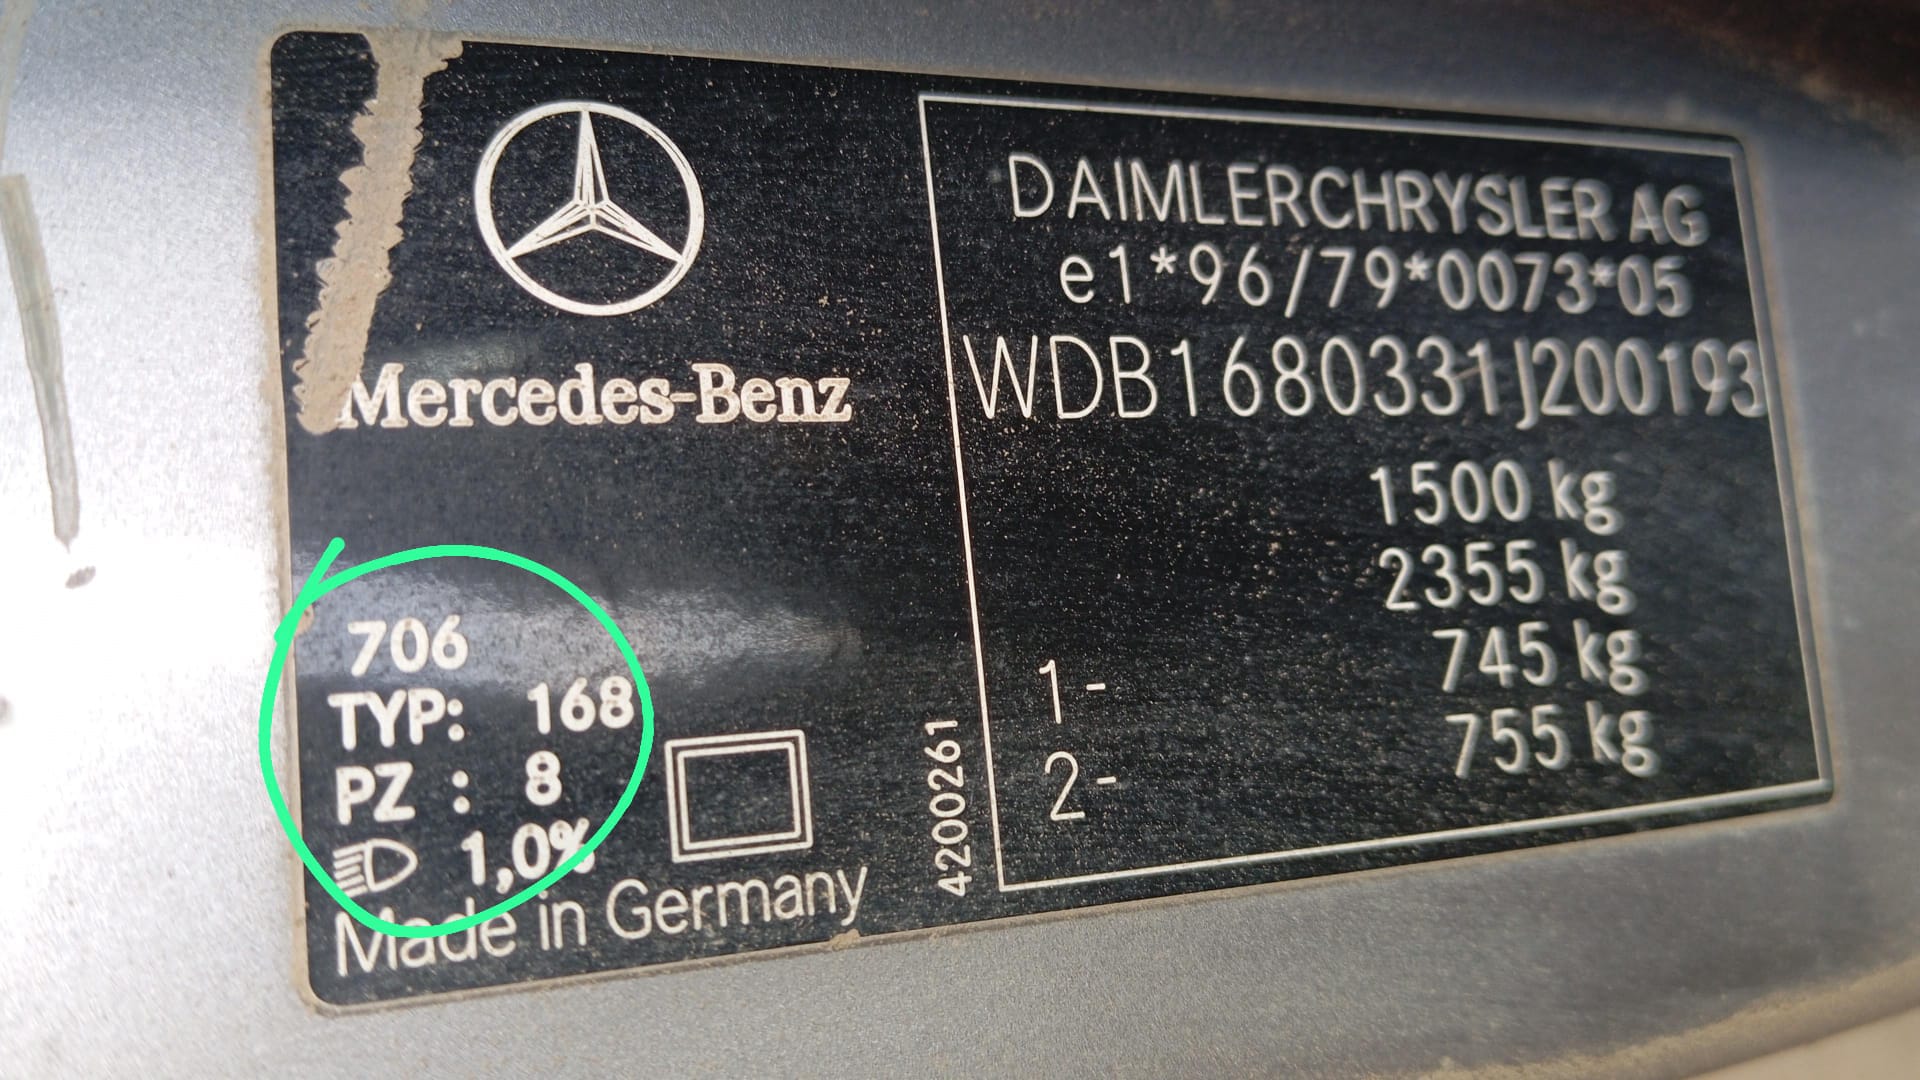 Mercedes-Benz
706
TYP: 168
PZ : 8
1,0%
Made in Germany
4200261
DAIMLERCHRYSLER AG
e1*96/79*0073*05
WDB1680331J200193
1500 kg
2355 kg
1- 745 kg
2- 755 kg